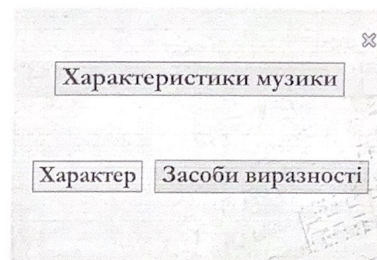 Характеристики музики
Характер Засоби виразності